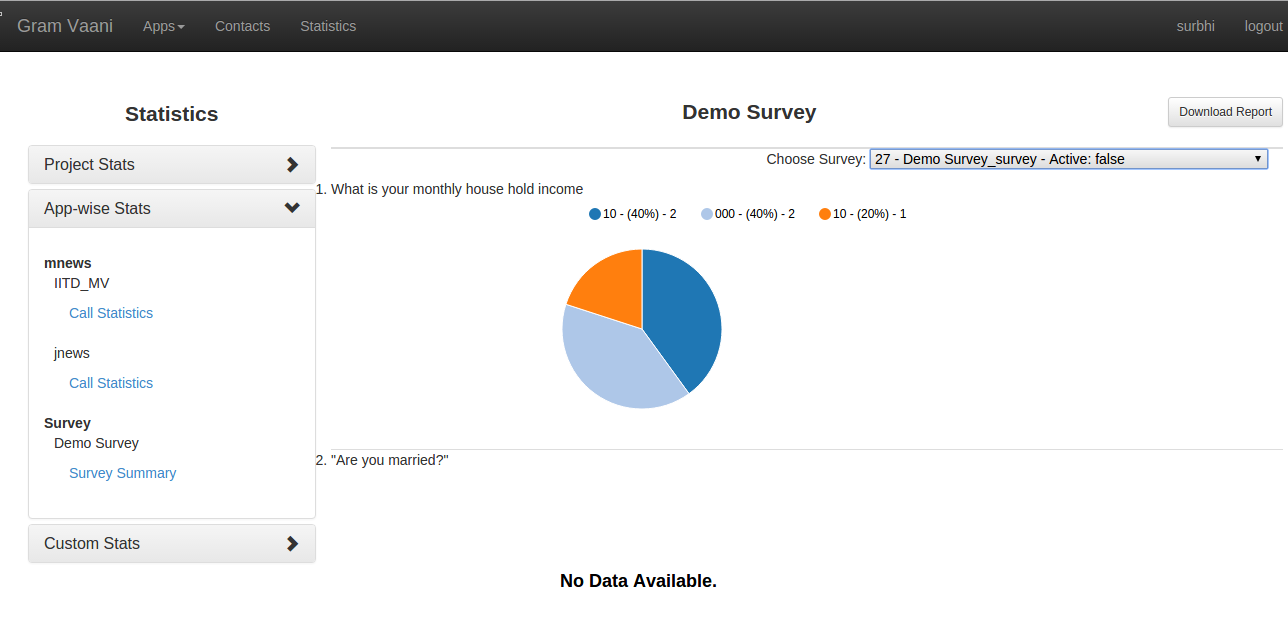 Gram Vaani Apps Contacts Statistics surbhi logout
Statistics
Project Stats
App-wise Stats
mnews
IITD_MV
Call Statistics
jnews
Call Statistics
Survey
Demo Survey
Survey Summary
Custom Stats
Demo Survey
Download Report
Choose Survey: 27 - Demo Survey_survey - Active: false
1. What is your monthly house hold income
10 - (40%) - 2 000 - (40%) - 2 10 - (20%) - 1
2. "Are you married?"
No Data Available.